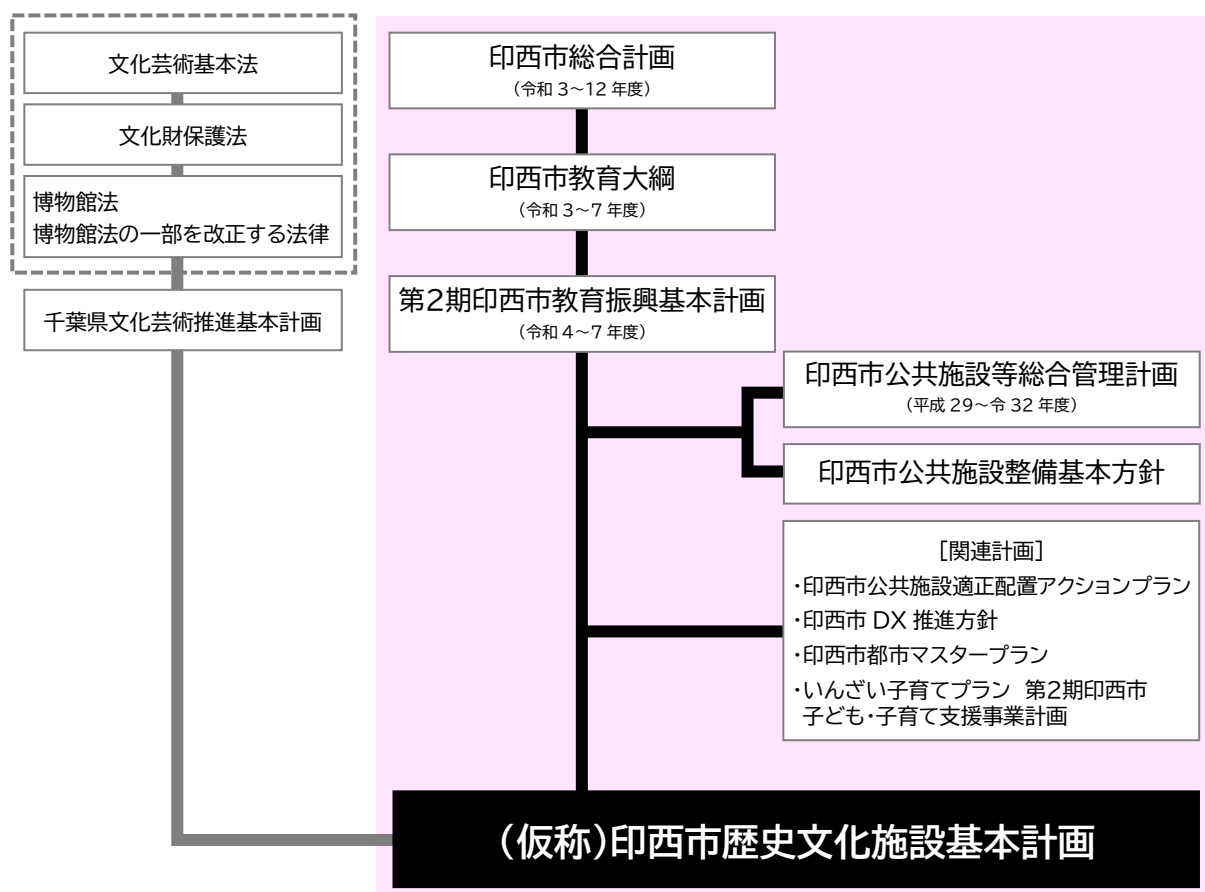 文化芸術基本法
文化財保護法
博物館法
博物館法の一部を改正する法律
千葉県文化芸術推進基本計画
印西市総合計画
（令和3～12年度）
印西市教育大綱
（令和3～7年度）
第2期印西市教育振興基本計画
（令和4～7年度）
印西市公共施設等総合管理計画
（平成29～令32年度）
印西市公共施設整備基本方針
［関連計画］
・印西市公共施設適正配置アクションプラン
・印西市 DX 推進方針
・印西市都市マスタープラン
・いんざい子育てプラン 第2期印西市
子ども・子育て支援事業計画
（仮称）印西市歴史文化施設基本計画